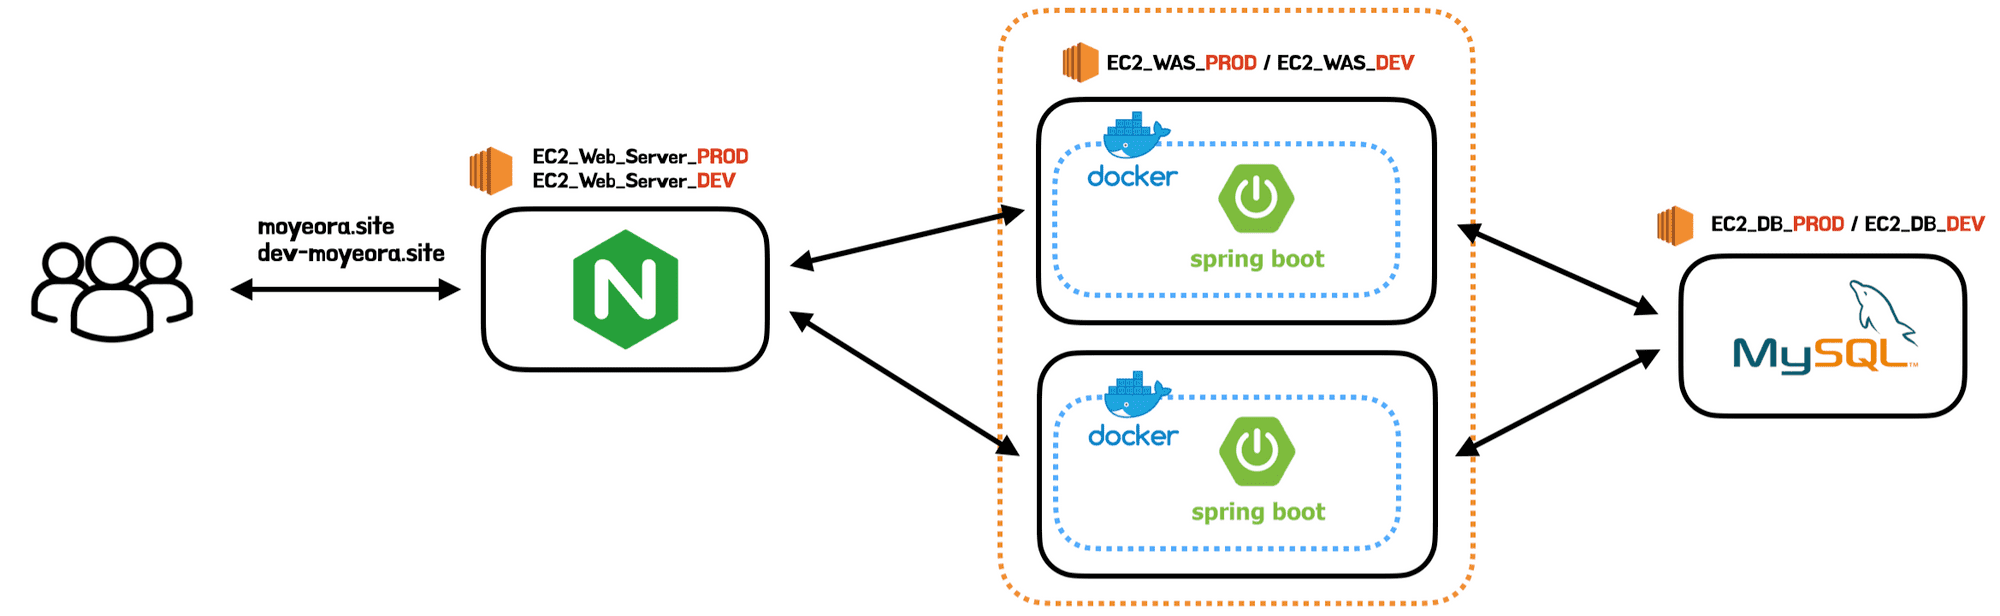 moyeora.site
dev-moyeora.site
EC2_Web_Server_PROD
EC2_Web_Server_DEV
N
EC2_WAS_PROD / EC2_WAS_DEV
docker
spring boot
docker
spring boot
EC2_DB_PROD / EC2_DB_DEV
MySQL™